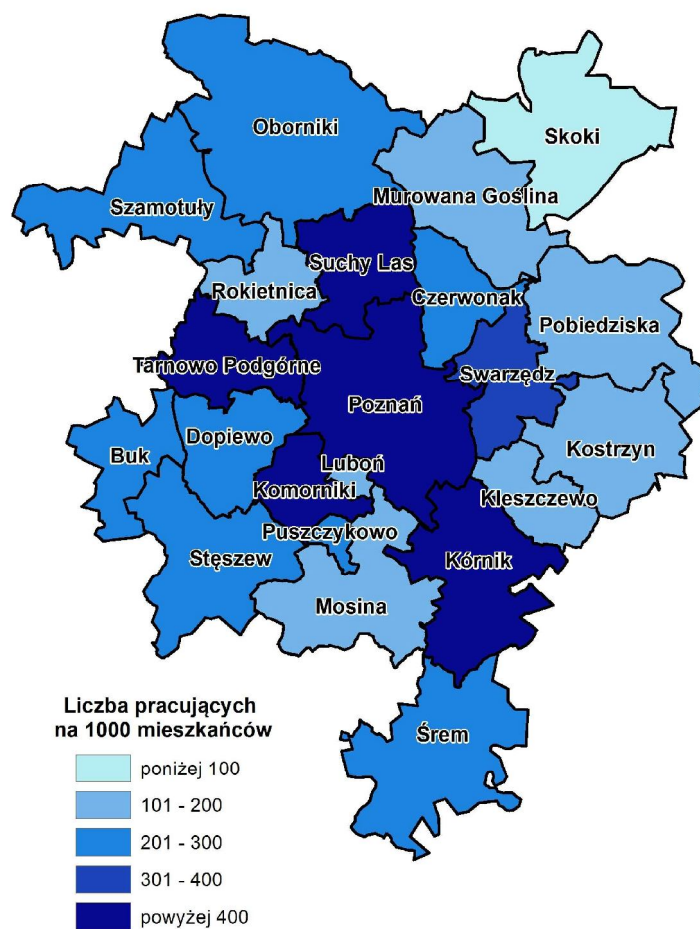 Oborniki
Skoki
Murowana Goślina
Szamotuły
Suchy Las
Rokietnica
Czerwonak
Pobiedziska
Tarnowo Podgórne
Swarzędz
Poznań
Buk
Dopiewo
Kostrzyn
Luboń
Komorniki
Kleszczewo
Puszczykowo
Stęszew
Kórnik
Mosina
Śrem
Liczba pracujących
na 1000 mieszkańców
poniżej 100
101 - 200
201 - 300
301 - 400
powyżej 400